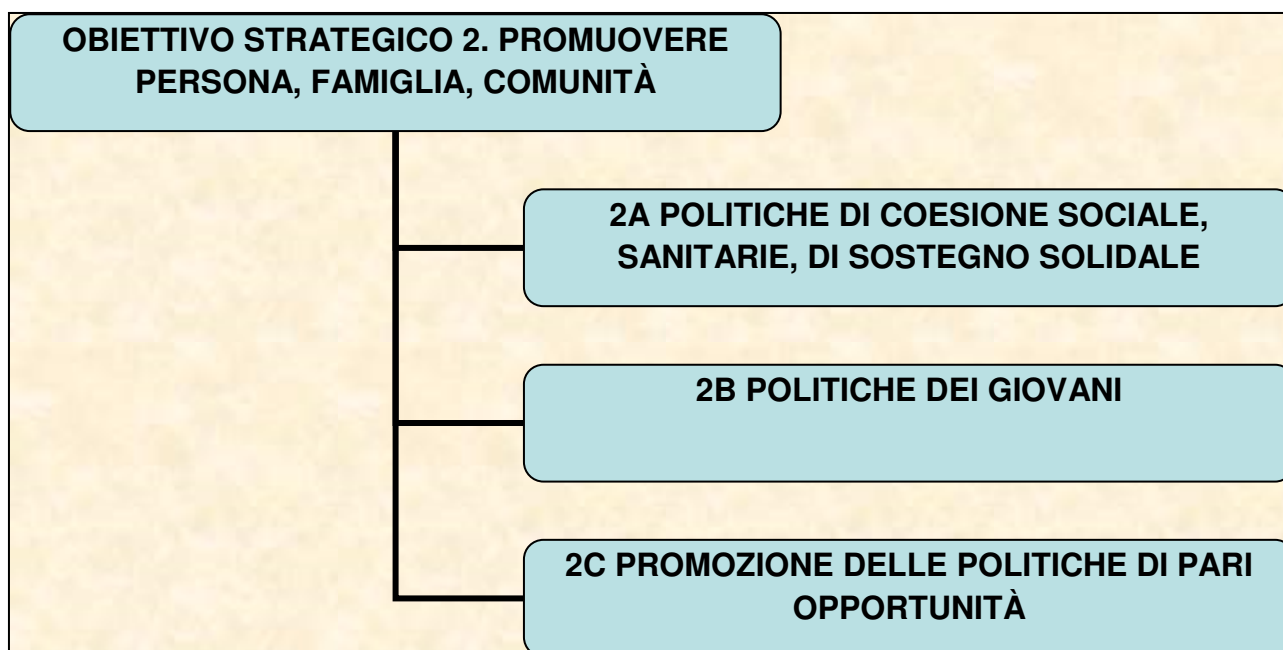 OBIETTIVO STRATEGICO 2. PROMUOVERE
PERSONA, FAMIGLIA, COMUNITÀ
2A POLITICHE DI COESIONE SOCIALE,
SANITARIE, DI SOSTEGNO SOLIDALE
2B POLITICHE DEI GIOVANI
2C PROMOZIONE DELLE POLITICHE DI PARI
OPPORTUNITÀ